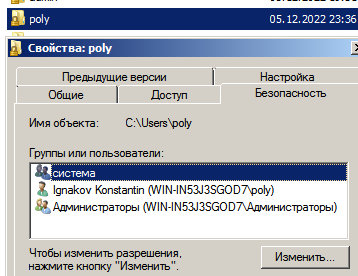 poly 05.12.2022 23:36
Свойства: poly
Предыдущие версии Настройка
Общие Доступ Безопасность
Имя объекта: C:\Users\poly
Группы или пользователи:
система
Ignakov Konstantin (WIN-IN53J3SGOD7\poly)
Администраторы (WIN-IN53J3SGOD7\Администраторы)
Чтобы изменить разрешения,
нажмите кнопку "Изменить".
Изменить...